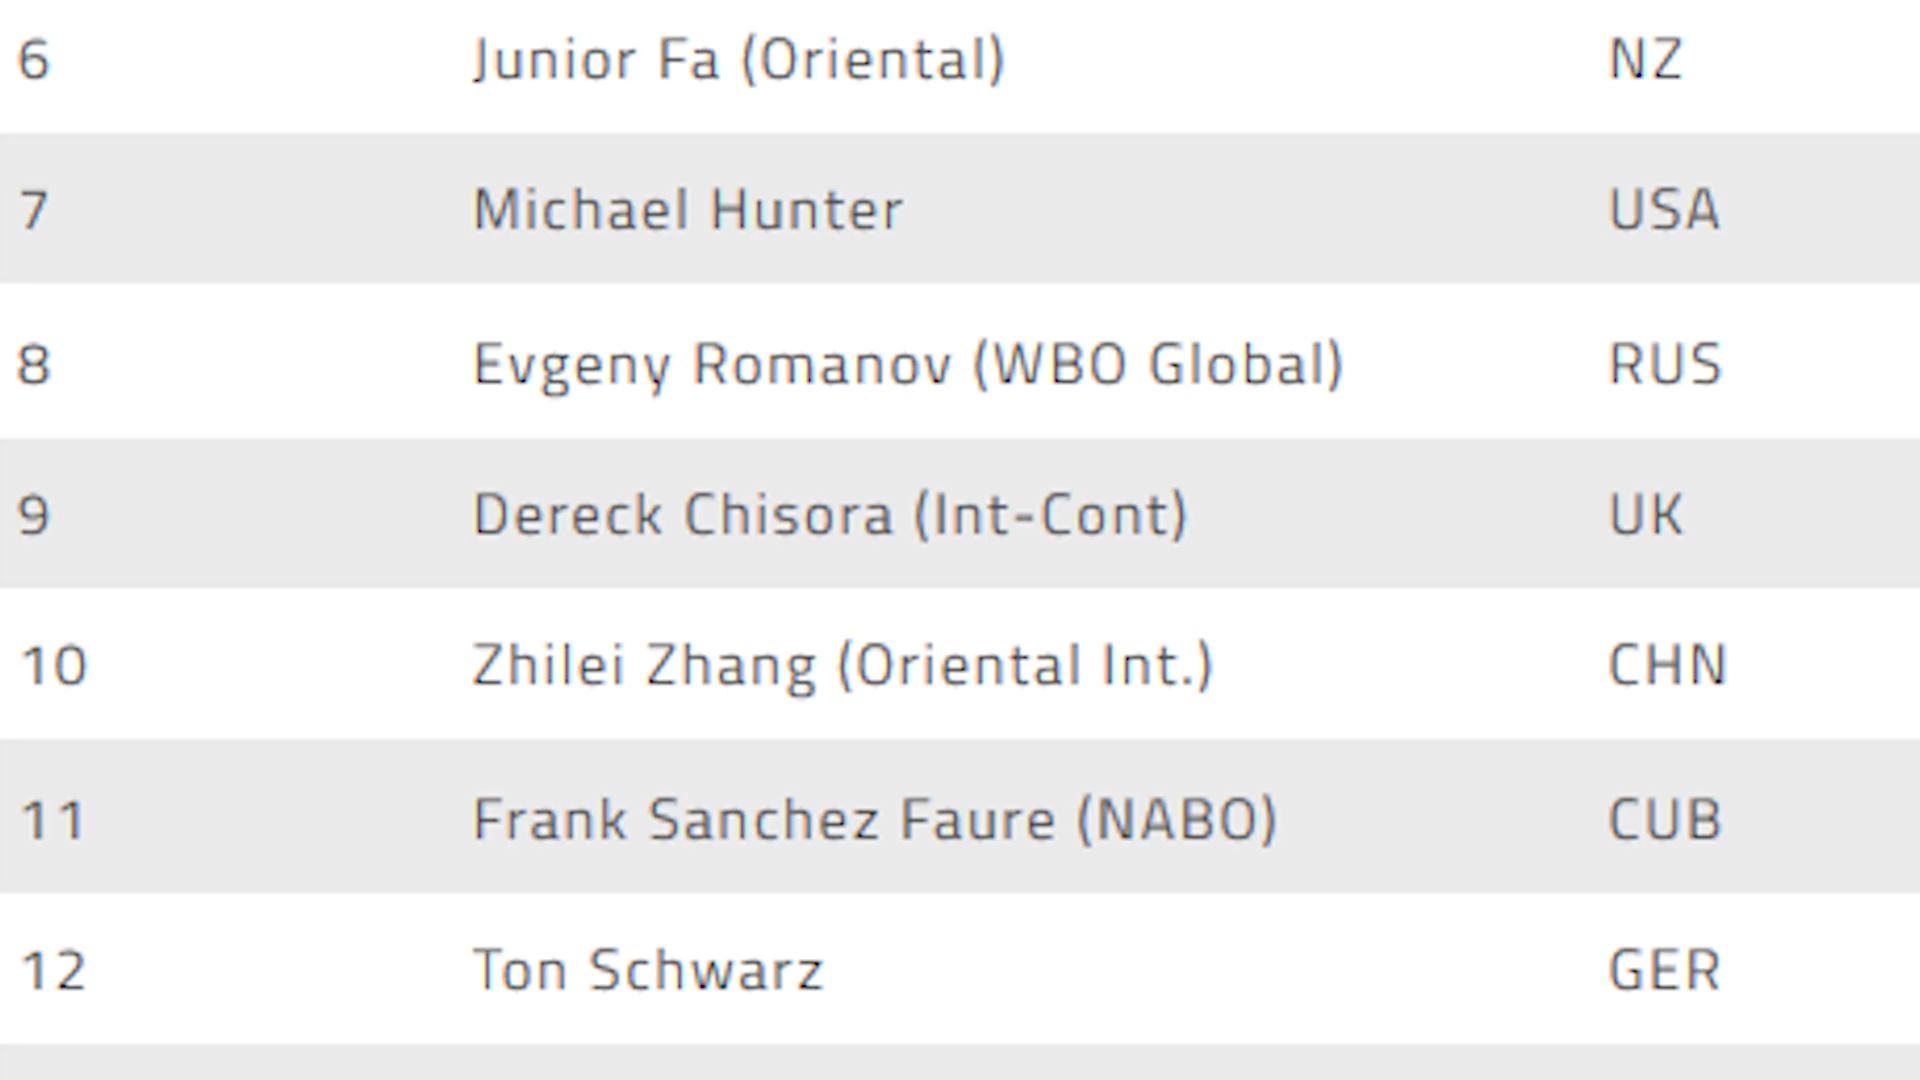 6 Junior Fa (Oriental) NZ
7 Michael Hunter USA
8 Evgeny Romanov (WBO Global) RUS
9 Dereck Chisora (Int-Cont) UK
10 Zhilei Zhang (Oriental Int.) CHN
11 Frank Sanchez Faure (NABO) CUB
12 Ton Schwarz GER